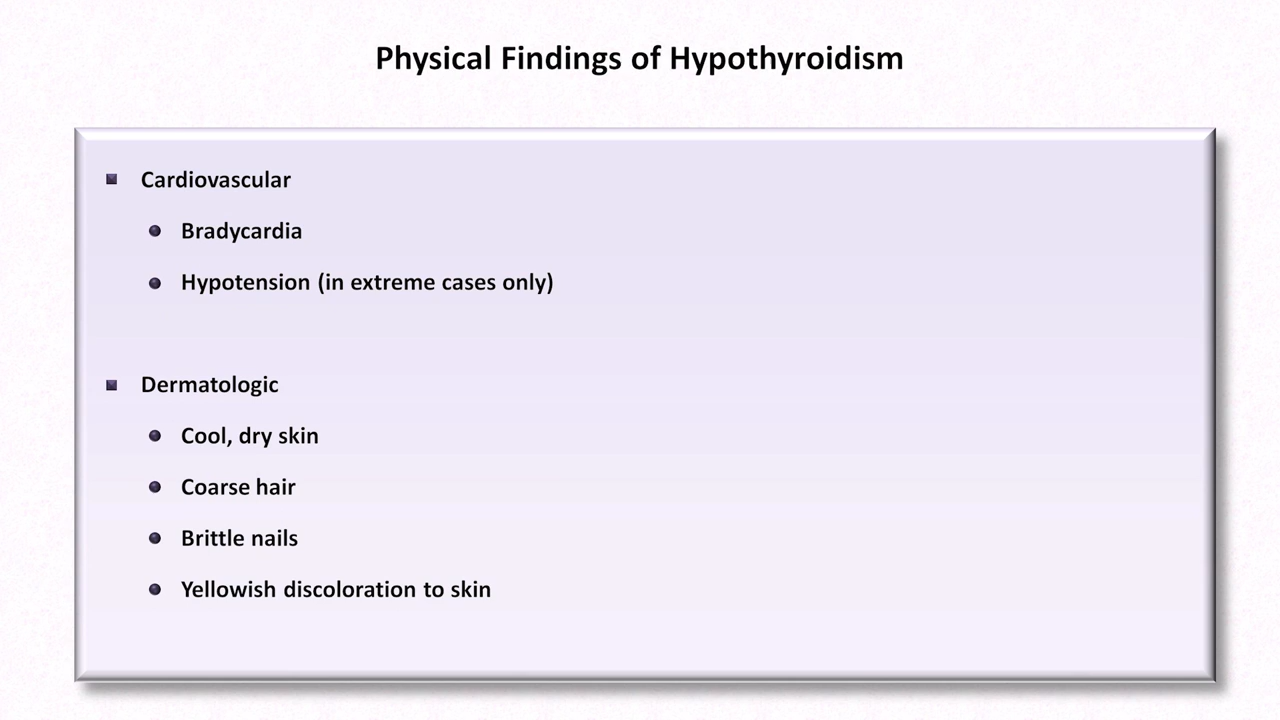 Physical Findings of Hypothyroidism
Cardiovascular
Bradycardia
Hypotension (in extreme cases only)
Dermatologic
Cool, dry skin
Coarse hair
Brittle nails
Yellowish discoloration to skin